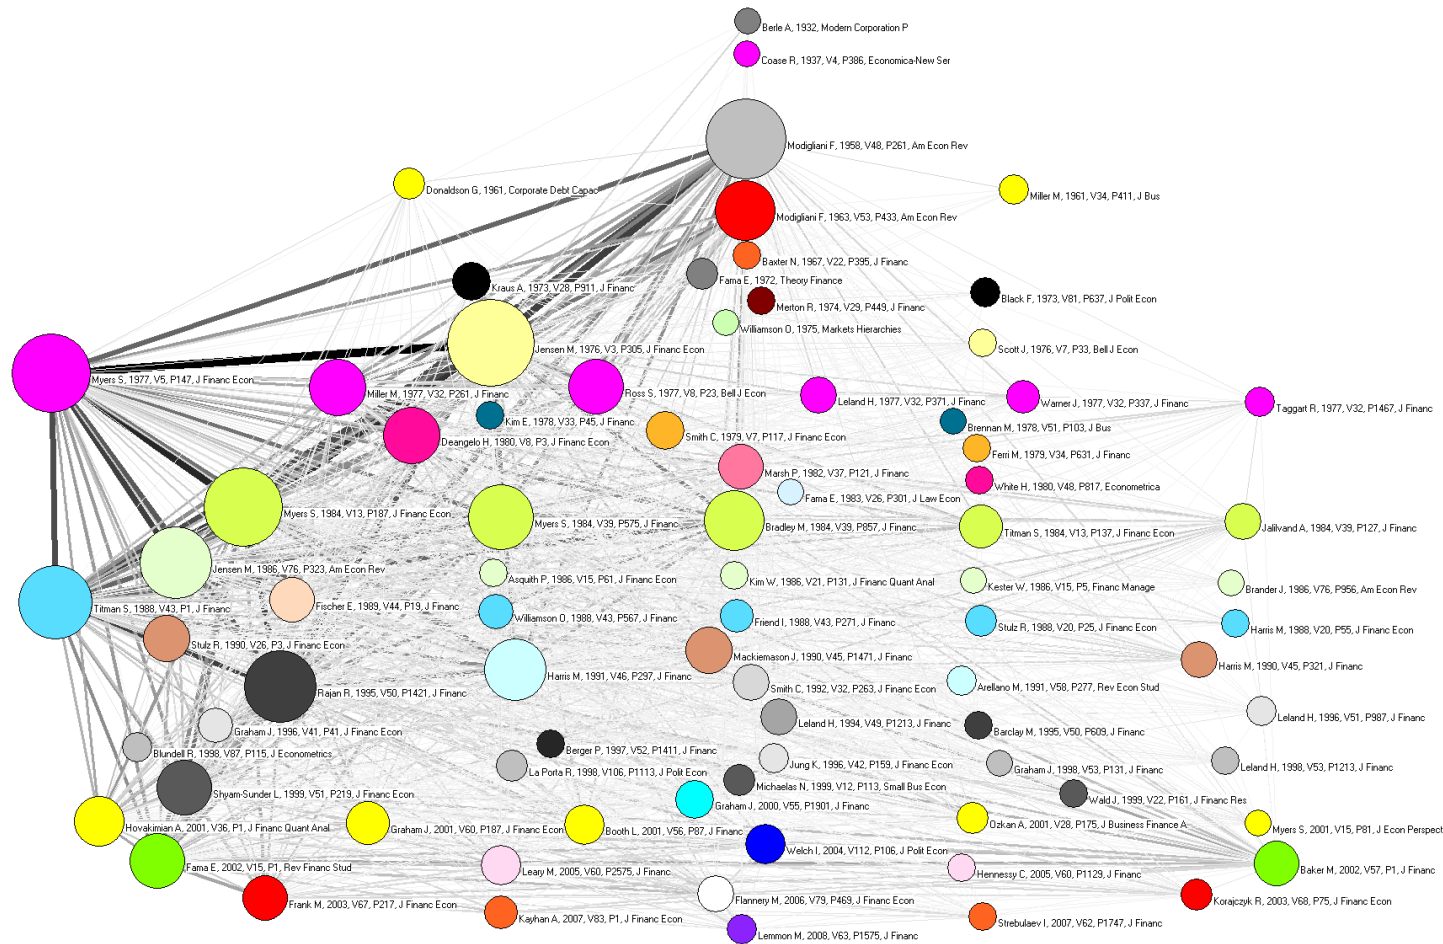 Berle A, 1932, Modern Corporation P
Coase R, 1937, V4, P386, Economica-New Ser
Modigliani F, 1958, V48, P261, Am Econ Rev
Donaldson G, 1961, Corporate Debt Capac
Miller M, 1961, V34, P411, J Bus
Modigliani F, 1963, V53, P433, Am Econ Rev
Baxter N, 1967, V22, P395, J Financ
Fama E, 1972, Theory Finance
Kraus A, 1973, V28, P911, J Financ
Black F, 1973, V81, P637, J Polit Econ
Merton R, 1974, V29, P449, J Financ
Williamson O, 1975, Markets Hierarchies
Jensen M, 1976, V3, P305, J Financ Econ
Scott J, 1976, V7, P33, Bell J Econ
Myers S, 1977, V5, P147, J Financ Econ
Miller M, 1977, V32, P261, J Financ
Ross S, 1977, V8, P23, Bell J Econ
Leland H, 1977, V32, P371, J Financ
Warner J, 1977, V32, P337, J Financ
Taggart R, 1977, V32, P1467, J Financ
Kim E, 1978, V33, P45, J Financ
Brennan M, 1978, V51, P103, J Bus
Deangelo H, 1980, V8, P3, J Financ Econ
Smith C, 1979, V7, P117, J Financ Econ
Ferri M, 1979, V34, P631, J Financ
Marsh P, 1982, V37, P121, J Financ
White H, 1980, V48, P817, Econometrica
Fama E, 1983, V26, P301, J Law Econ
Myers S, 1984, V13, P187, J Financ Econ
Myers S, 1984, V39, P575, J Financ
Bradley M, 1984, V39, P857, J Financ
Titman S, 1984, V13, P137, J Financ Econ
Jalilvand A, 1984, V39, P127, J Financ
Jensen M, 1986, V76, P323, Am Econ Rev
Asquith P, 1986, V15, P61, J Financ Econ
Kim W, 1986, V21, P131, J Financ Quant Anal
Kester W, 1986, V15, P5, Financ Manage
Brander J, 1986, V76, P956, Am Econ Rev
Titman S, 1988, V43, P1, J Financ
Fischer E, 1989, V44, P19, J Financ
Williamson O, 1988, V43, P567, J Financ
Friend I, 1988, V43, P271, J Financ
Stulz R, 1988, V20, P25, J Financ Econ
Harris M, 1988, V20, P55, J Financ Econ
Stulz R, 1990, V26, P3, J Financ Econ
Mackiemason J, 1990, V45, P1471, J Financ
Harris M, 1990, V45, P321, J Financ
Rajan R, 1995, V50, P1421, J Financ
Harris M, 1991, V46, P297, J Financ
Smith C, 1992, V32, P263, J Financ Econ
Arellano M, 1991, V58, P277, Rev Econ Stud
Graham J, 1996, V41, P41, J Financ Econ
Leland H, 1994, V49, P1213, J Financ
Barclay M, 1995, V50, P609, J Financ
Leland H, 1996, V51, P987, J Financ
Blundell R, 1998, V87, P115, J Econometrics
Berger P, 1997, V52, P1411, J Financ
La Porta R, 1998, V106, P1113, J Polit Econ
Jung K, 1996, V42, P159, J Financ Econ
Graham J, 1998, V53, P131, J Financ
Leland H, 1998, V53, P1213, J Financ
Shyam-Sunder L, 1999, V51, P219, J Financ Econ
Michaelas N, 1999, V12, P113, Small Bus Econ
Wald J, 1999, V22, P161, J Financ Res
Graham J, 2000, V55, P1901, J Financ
Hovakimian A, 2001, V36, P1, J Financ Quant Anal
Graham J, 2001, V60, P187, J Financ Econ
Booth L, 2001, V56, P87, J Financ
Ozkan A, 2001, V28, P175, J Business Finance A
Myers S, 2001, V15, P81, J Econ Perspect
Welch I, 2004, V112, P106, J Polit Econ
Fama E, 2002, V15, P1, Rev Financ Stud
Leary M, 2005, V60, P2575, J Financ
Hennessy C, 2005, V60, P1129, J Financ
Baker M, 2002, V57, P1, J Financ
Frank M, 2003, V67, P217, J Financ Econ
Flannery M, 2006, V79, P469, J Financ Econ
Korajczyk R, 2003, V68, P75, J Financ Econ
Kayhan A, 2007, V83, P1, J Financ Econ
Strebulaev I, 2007, V62, P1747, J Financ
Lemmon M, 2008, V63, P1575, J Financ